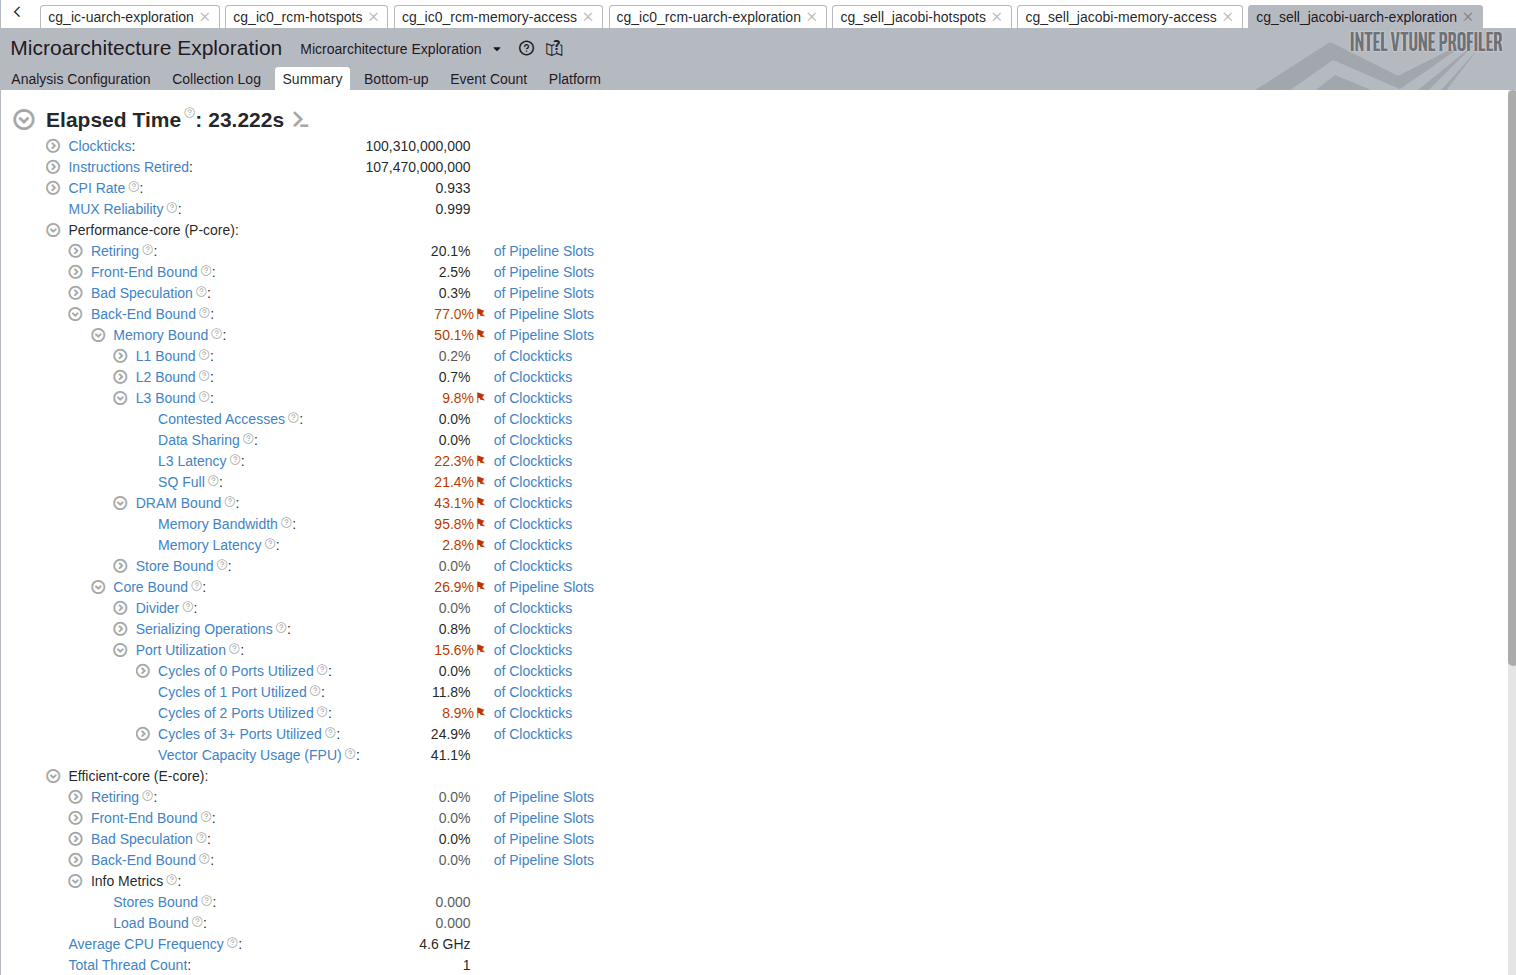 cg_ic-uarch-exploration cg_ic0_rcm-hotspots cg_ic0_rcm-memory-access cg_ic0_rcm-uarch-exploration cg_sell_jacobi-hotspots cg_sell_jacobi-memory-access cg_sell_jacobi-uarch-exploration
Microarchitecture Exploration Microarchitecture Exploration INTEL VTUNE PROFILER
Analysis Configuration Collection Log Summary Bottom-up Event Count Platform
Elapsed Time: 23.222s
Clockticks: 100,310,000,000
Instructions Retired: 107,470,000,000
CPI Rate: 0.933
MUX Reliability: 0.999
Performance-core (P-core):
Retiring: 20.1% of Pipeline Slots
Front-End Bound: 2.5% of Pipeline Slots
Bad Speculation: 0.3% of Pipeline Slots
Back-End Bound: 77.0% of Pipeline Slots
Memory Bound: 50.1% of Pipeline Slots
L1 Bound: 0.2% of Clockticks
L2 Bound: 0.7% of Clockticks
L3 Bound: 9.8% of Clockticks
Contested Accesses: 0.0% of Clockticks
Data Sharing: 0.0% of Clockticks
L3 Latency: 22.3% of Clockticks
SQ Full: 21.4% of Clockticks
DRAM Bound: 43.1% of Clockticks
Memory Bandwidth: 95.8% of Clockticks
Memory Latency: 2.8% of Clockticks
Store Bound: 0.0% of Clockticks
Core Bound: 26.9% of Pipeline Slots
Divider: 0.0% of Clockticks
Serializing Operations: 0.8% of Clockticks
Port Utilization: 15.6% of Clockticks
Cycles of 0 Ports Utilized: 0.0% of Clockticks
Cycles of 1 Port Utilized: 11.8% of Clockticks
Cycles of 2 Ports Utilized: 8.9% of Clockticks
Cycles of 3+ Ports Utilized: 24.9% of Clockticks
Vector Capacity Usage (FPU): 41.1%
Efficient-core (E-core):
Retiring: 0.0% of Pipeline Slots
Front-End Bound: 0.0% of Pipeline Slots
Bad Speculation: 0.0% of Pipeline Slots
Back-End Bound: 0.0% of Pipeline Slots
Info Metrics:
Stores Bound: 0.000
Load Bound: 0.000
Average CPU Frequency: 4.6 GHz
Total Thread Count: 1